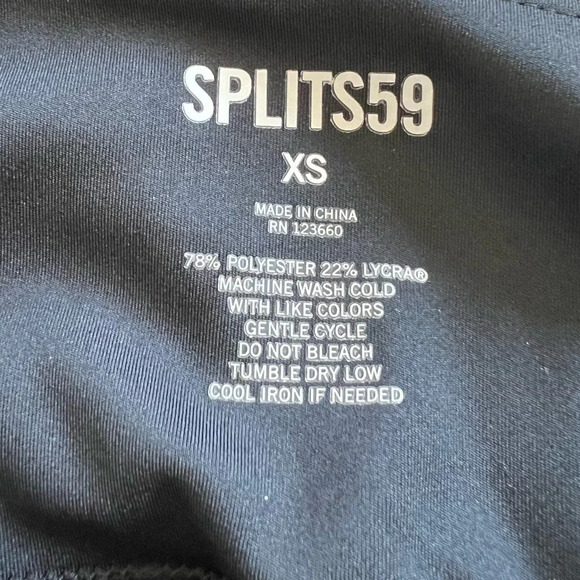 SPLITS59
XS
MADE IN CHINA
RN 123660
78% POLYESTER 22% LYCRA®
MACHINE WASH COLD
WITH LIKE COLORS
GENTLE CYCLE
DO NOT BLEACH
TUMBLE DRY LOW
COOL IRON IF NEEDED